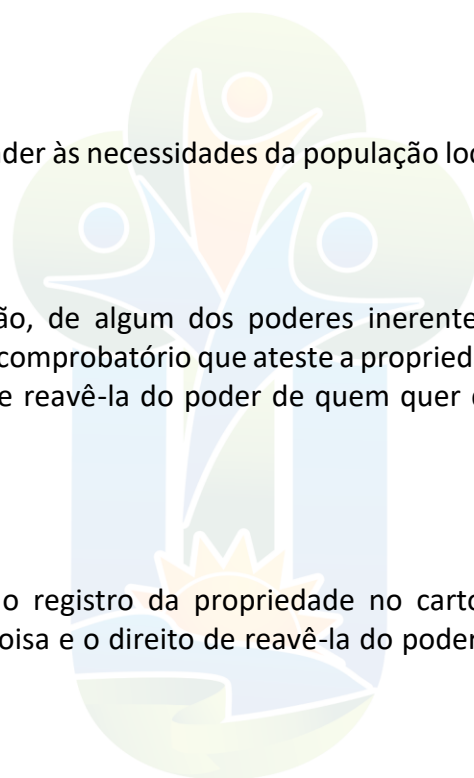 der às necessidades da população loc
ão, de algum dos poderes inerente
comprobatório que ateste a propried
e reavê-la do poder de quem quer
o registro da propriedade no carto
oisa e o direito de reavê-la do poder